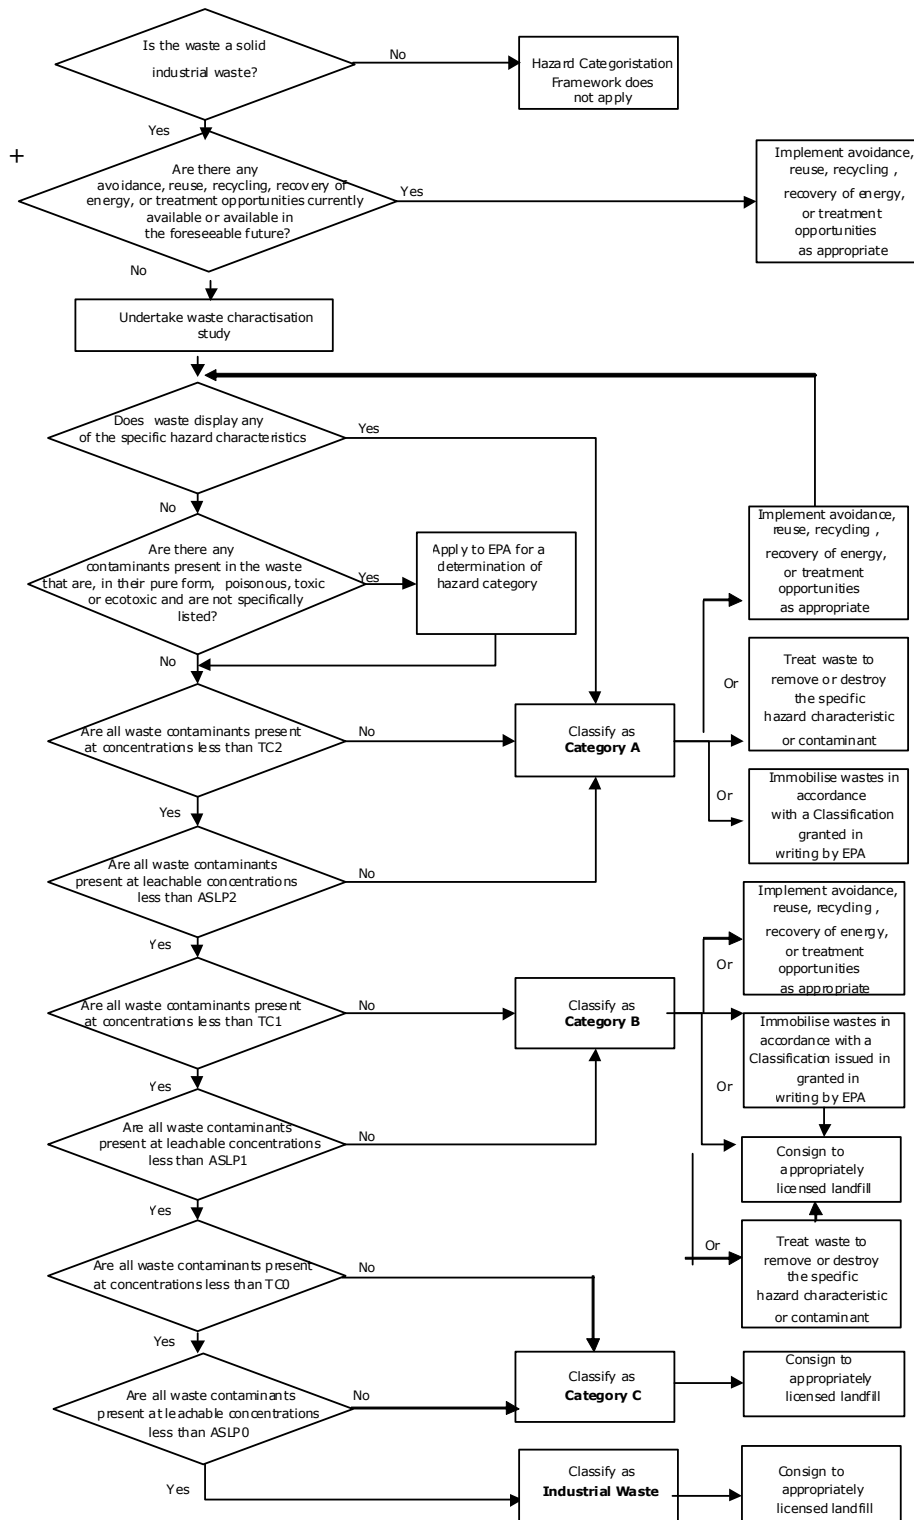 Is the waste a solid
industrial waste?
No
Hazard Categoristation
Framework does
not apply
Yes
+
Are there any
avoidance, reuse, recycling, recovery of
energy, or treatment opportunities currently
available or available in
the foreseeable future?
Yes
Implement avoidance,
reuse, recycling ,
recovery of energy,
or treatment
opportunities
as appropriate
No
Undertake waste charactisation
study
Does waste display any
of the specific hazard characteristics
Yes
No
Are there any
contaminants present in the waste
that are, in their pure form, poisonous, toxic
or ecotoxic and are not specifically
listed?
Yes
Apply to EPA for a
determination of
hazard category
Implement avoidance,
reuse, recycling ,
recovery of energy,
or treatment
opportunities
as appropriate
No
Or
Treat waste to
remove or destroy
the specific
hazard characteristic
or contaminant
Are all waste contaminants present
at concentrations less than TC2
No
Classify as
Category A
Or
Immobilise wastes in
accordance
with a Classification
granted in
writing by EPA
Yes
Are all waste contaminants
present at leachable concentrations
less than ASLP2
No
Yes
Implement avoidance,
reuse, recycling ,
recovery of energy,
or treatment
opportunities
as appropriate
Or
Are all waste contaminants present
at concentrations less than TC1
No
Classify as
Category B
Immobilise wastes in
accordance with a
Classification issued in
granted in
writing by EPA
Or
Yes
Are all waste contaminants
present at leachable concentrations
less than ASLP1
No
Consign to
appropriately
licensed landfill
Yes
Or
Treat waste to
remove or destroy
the specific
hazard characteristic
or contaminant
Are all waste contaminants present
at concentrations less than TC0
No
Yes
Are all waste contaminants
present at leachable concentrations
less than ASLP0
No
Classify as
Category C
Consign to
appropriately
licensed landfill
Yes
Classify as
Industrial Waste
Consign to
appropriately
licensed landfill